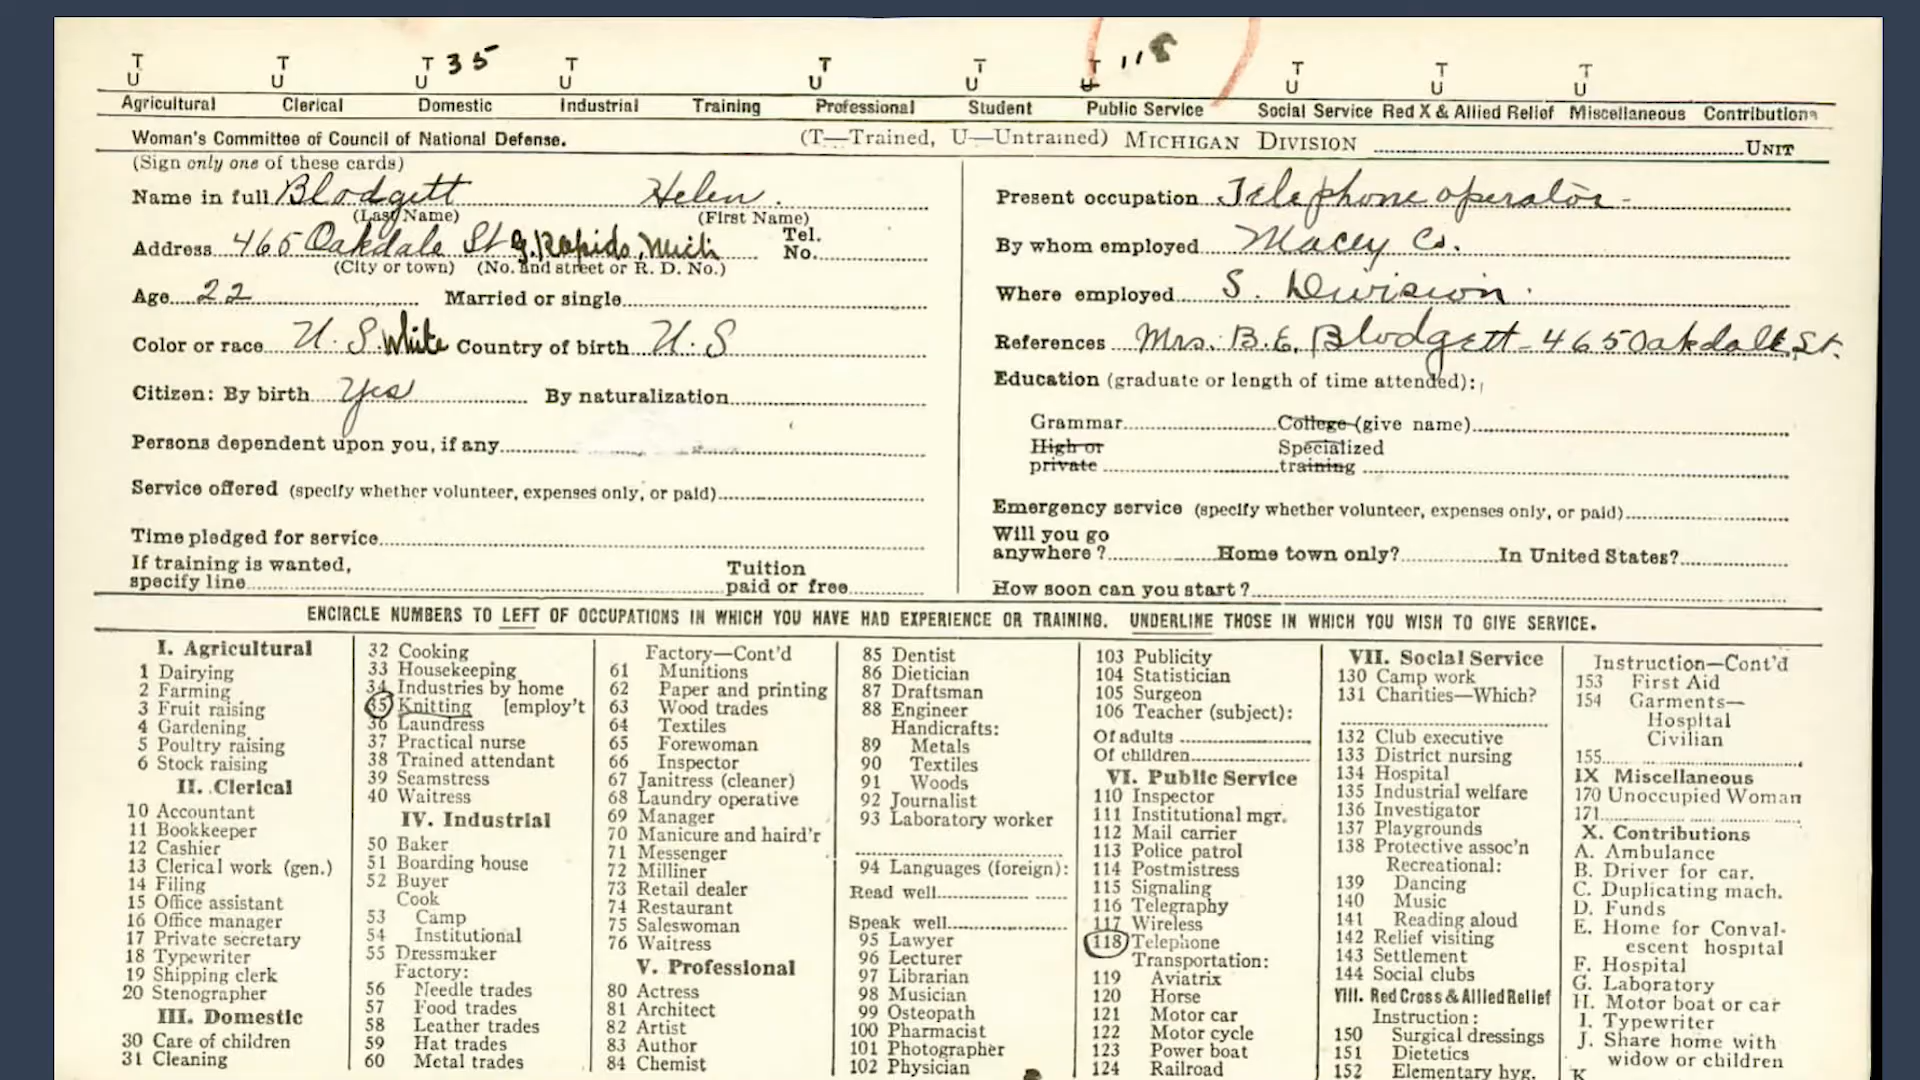 T T T 35 T T T T 118 T T T
U U U U U U U U U U
Agricultural Clerical Domestic Industrial Training Professional Student Public Service Social Service Red X & Allied Relief Miscellaneous Contributions
Woman's Committee of Council of National Defense. (T—Trained, U—Untrained) MICHIGAN DIVISION UNIT
(Sign only one of these cards)
Name in full Blodgett Helen.
(Last Name) (First Name)
Address 465 Oakdale St G. Rapids, Mich Tel. No.
(City or town) (No. and street or R. D. No.)
Age 22 Married or single
Color or race U.S. White Country of birth U.S
Citizen: By birth Yes By naturalization
Persons dependent upon you, if any
Service offered (specify whether volunteer, expenses only, or paid)
Time pledged for service
If training is wanted, Tuition
specify line paid or free
Present occupation Telephone operator -
By whom employed Macey Co.
Where employed S. Division.
References Mrs. B.E. Blodgett - 465 Oakdale St.
Education (graduate or length of time attended):
Grammar College (give name)
High or Specialized
private training
Emergency service (specify whether volunteer, expenses only, or paid)
Will you go
anywhere? Home town only? In United States?
How soon can you start?
ENCIRCLE NUMBERS TO LEFT OF OCCUPATIONS IN WHICH YOU HAVE HAD EXPERIENCE OR TRAINING. UNDERLINE THOSE IN WHICH YOU WISH TO GIVE SERVICE.
I. Agricultural
1 Dairying
2 Farming
3 Fruit raising
4 Gardening
5 Poultry raising
6 Stock raising
II. Clerical
10 Accountant
11 Bookkeeper
12 Cashier
13 Clerical work (gen.)
14 Filing
15 Office assistant
16 Office manager
17 Private secretary
18 Typewriter
19 Shipping clerk
20 Stenographer
III. Domestic
30 Care of children
31 Cleaning
32 Cooking
33 Housekeeping
34 Industries by home
35 Knitting [employ't
36 Laundress
37 Practical nurse
38 Trained attendant
39 Seamstress
40 Waitress
IV. Industrial
50 Baker
51 Boarding house
52 Buyer
Cook
53 Camp
54 Institutional
55 Dressmaker
Factory:
56 Needle trades
57 Food trades
58 Leather trades
59 Hat trades
60 Metal trades
Factory—Cont'd
61 Munitions
62 Paper and printing
63 Wood trades
64 Textiles
65 Forewoman
66 Inspector
67 Janitress (cleaner)
68 Laundry operative
69 Manager
70 Manicure and haird'r
71 Messenger
72 Milliner
73 Retail dealer
74 Restaurant
75 Saleswoman
76 Waitress
V. Professional
80 Actress
81 Architect
82 Artist
83 Author
84 Chemist
85 Dentist
86 Dietician
87 Draftsman
88 Engineer
Handicrafts:
89 Metals
90 Textiles
91 Woods
92 Journalist
93 Laboratory worker
94 Languages (foreign):
Read well
Speak well
95 Lawyer
96 Lecturer
97 Librarian
98 Musician
99 Osteopath
100 Pharmacist
101 Photographer
102 Physician
103 Publicity
104 Statistician
105 Surgeon
106 Teacher (subject):
Of adults
Of children
VI. Public Service
110 Inspector
111 Institutional mgr.
112 Mail carrier
113 Police patrol
114 Postmistress
115 Signaling
116 Telegraphy
117 Wireless
118 Telephone
Transportation:
119 Aviatrix
120 Horse
121 Motor car
122 Motor cycle
123 Power boat
124 Railroad
VII. Social Service
130 Camp work
131 Charities—Which?
132 Club executive
133 District nursing
134 Hospital
135 Industrial welfare
136 Investigator
137 Playgrounds
138 Protective assoc'n
Recreational:
139 Dancing
140 Music
141 Reading aloud
142 Relief visiting
143 Settlement
144 Social clubs
VIII. Red Cross & Allied Relief
Instruction:
150 Surgical dressings
151 Dietetics
152 Elementary hyg.
Instruction—Cont'd
153 First Aid
154 Garments—
Hospital
Civilian
155
IX Miscellaneous
170 Unoccupied Woman
171
X. Contributions
A. Ambulance
B. Driver for car.
C. Duplicating mach.
D. Funds
E. Home for Conval-
escent hospital
F. Hospital
G. Laboratory
H. Motor boat or car
I. Typewriter
J. Share home with
widow or children
K